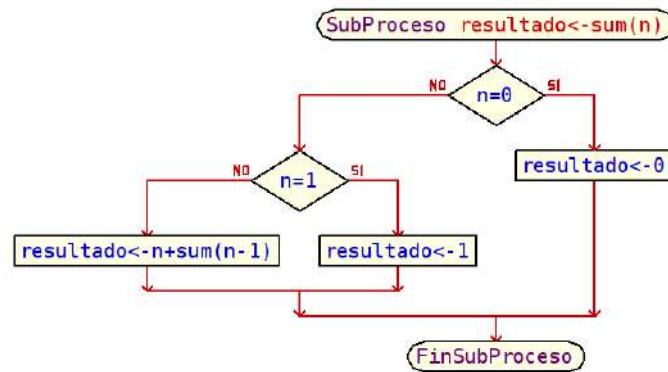 SubProceso resultado<-sum(n)
NO
n=0
SI
NO
n=1
SI
resultado<-0
resultado<-n+sum(n-1)
resultado<-1
FinSubProceso